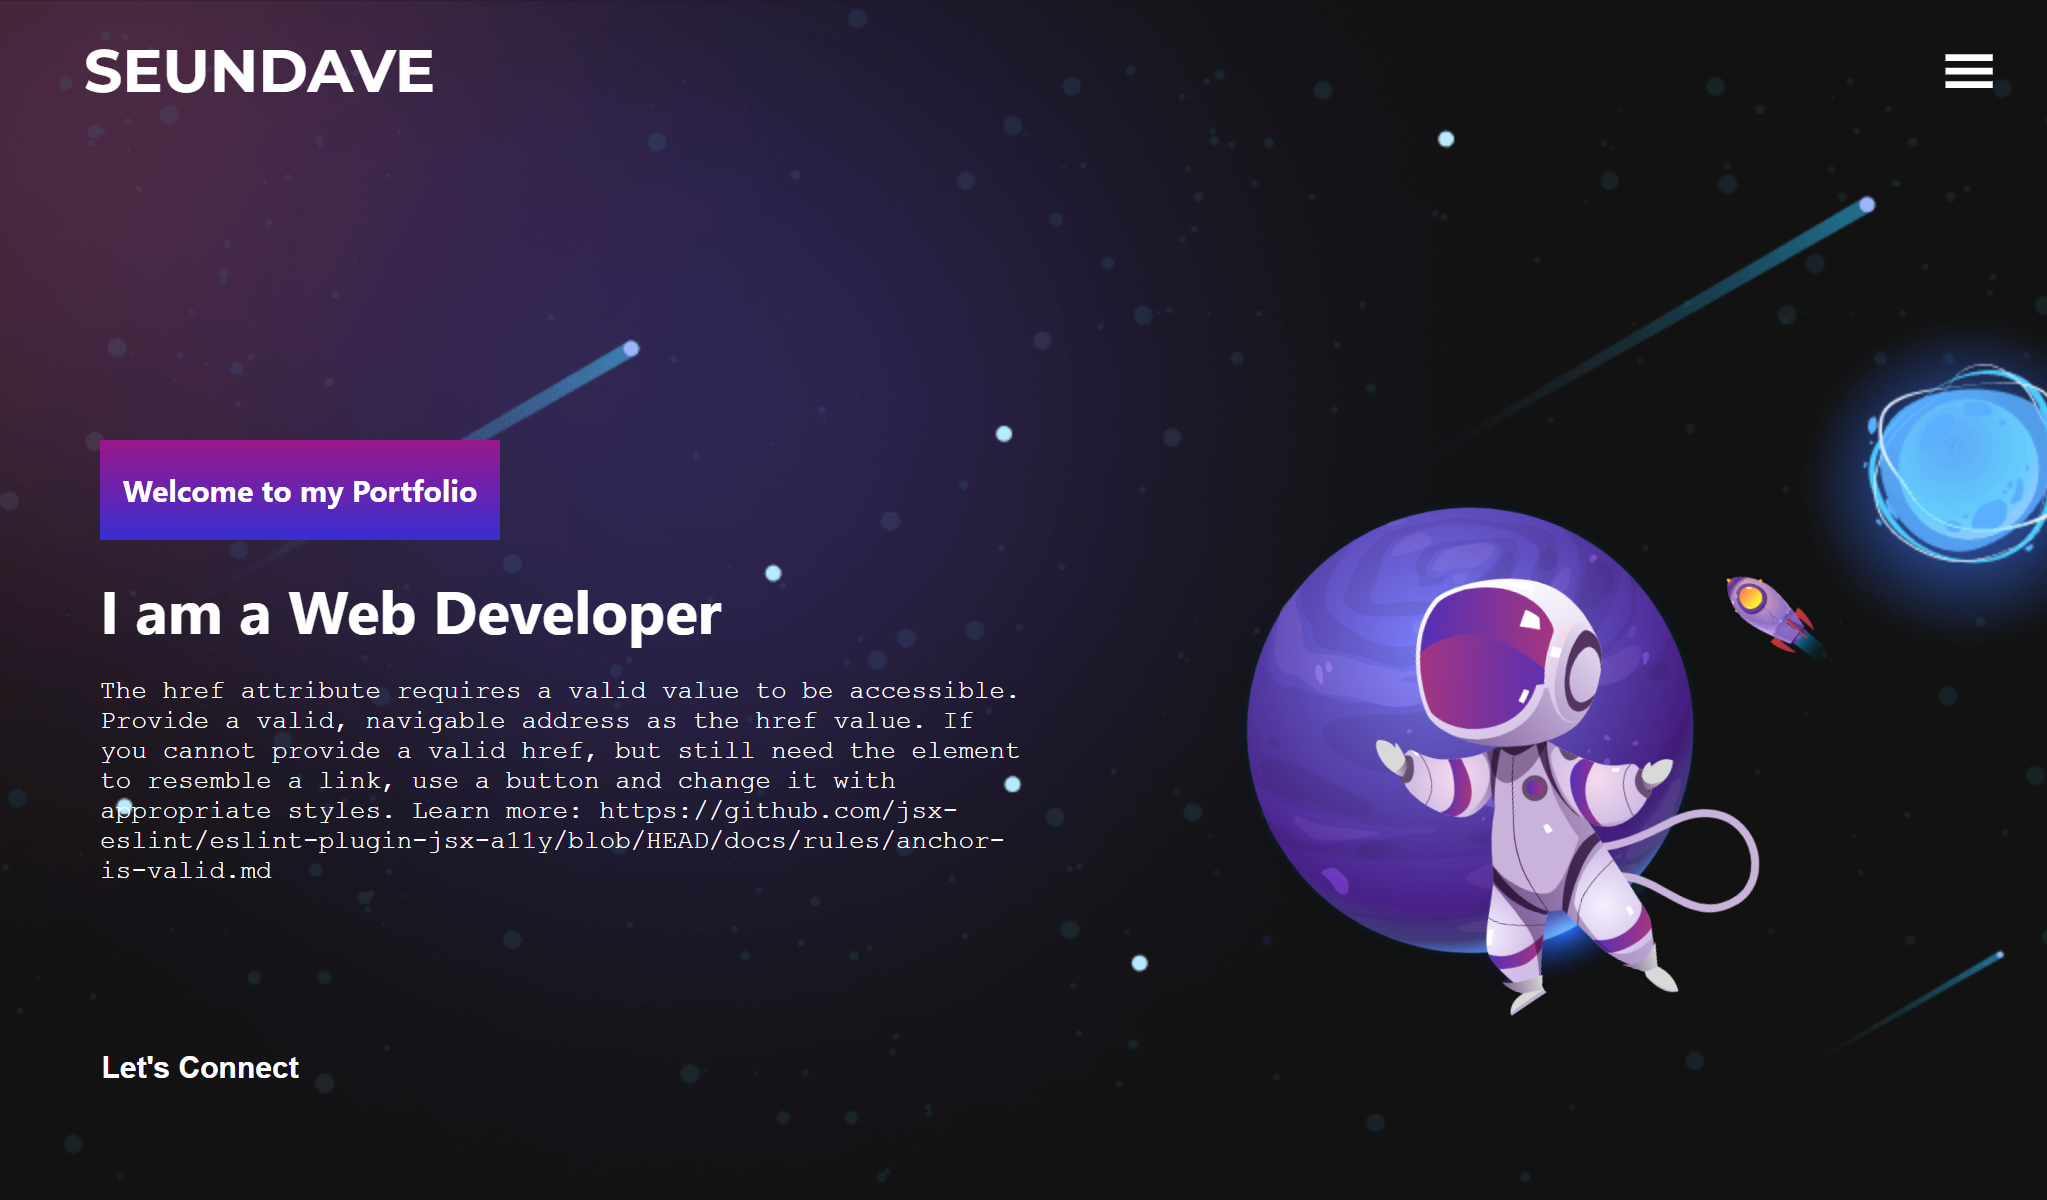 SEUNDAVE
Welcome to my Portfolio
I am a Web Developer
The href attribute requires a valid value to be accessible.
Provide a valid, navigable address as the href value. If
you cannot provide a valid href, but still need the element
to resemble a link, use a button and change it with
appropriate styles. Learn more: https://github.com/jsx-
eslint/eslint-plugin-jsx-a11y/blob/HEAD/docs/rules/anchor-
is-valid.md
Let's Connect